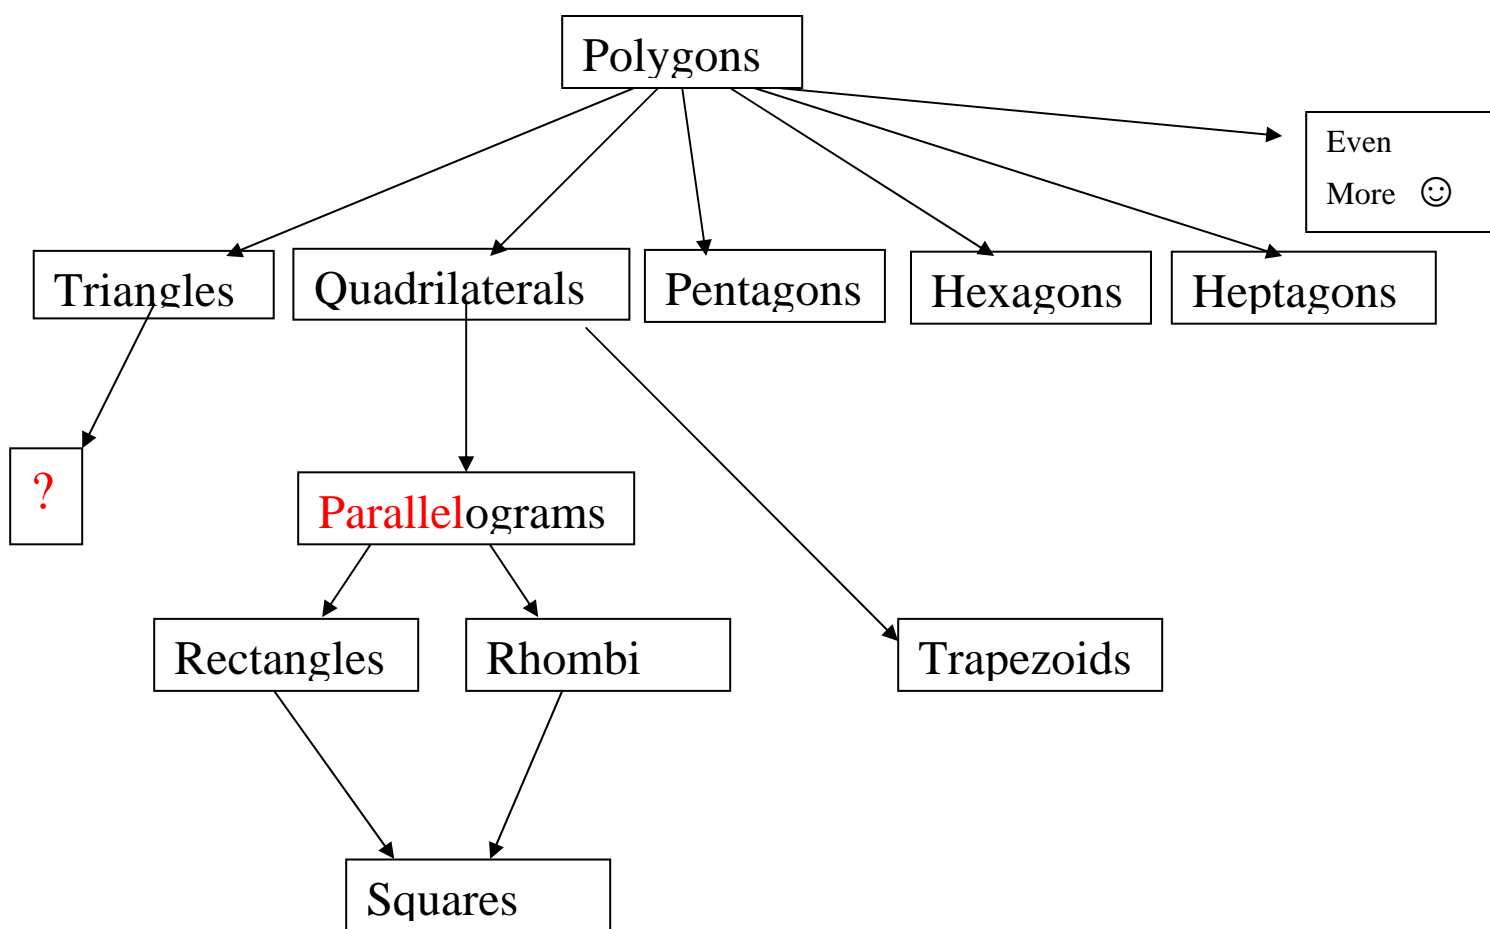 Polygons
Even
More ☺
Triangles
Quadrilaterals
Pentagons
Hexagons
Heptagons
?
Parallelograms
Rectangles
Rhombi
Trapezoids
Squares